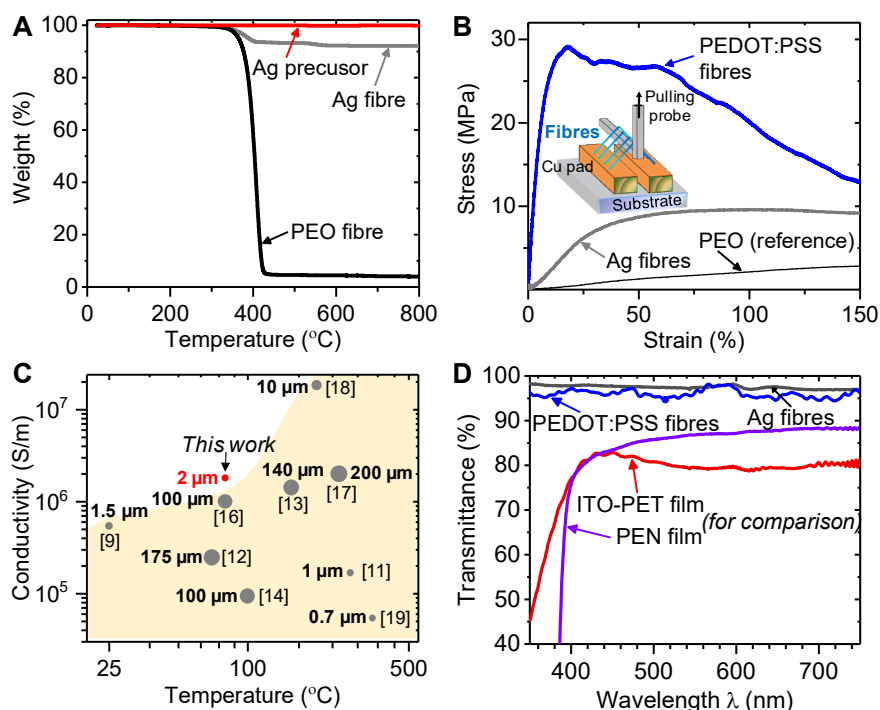 A
100
80
60
40
20
0
0
200
400
600
800
Weight (%)
Temperature (ºC)
Ag precusor
Ag fibre
PEO fibre
B
30
20
10
0
50
100
150
Stress (MPa)
Strain (%)
PEDOT:PSS
fibres
Pulling
probe
Fibres
Cu pad
Substrate
PEO (reference)
Ag fibres
C
10⁷
10⁶
10⁵
25
100
500
Conductivity (S/m)
Temperature (ºC)
10 µm
[18]
This work
2 µm
140 µm
[13]
200 µm
[17]
100 µm
[16]
1.5 µm
[9]
175 µm
[12]
1 µm
[11]
100 µm
[14]
0.7 µm
[19]
D
100
90
80
70
60
50
40
400
500
600
700
Transmittance (%)
Wavelength λ (nm)
PEDOT:PSS fibres
Ag fibres
ITO-PET film
(for comparison)
PEN film